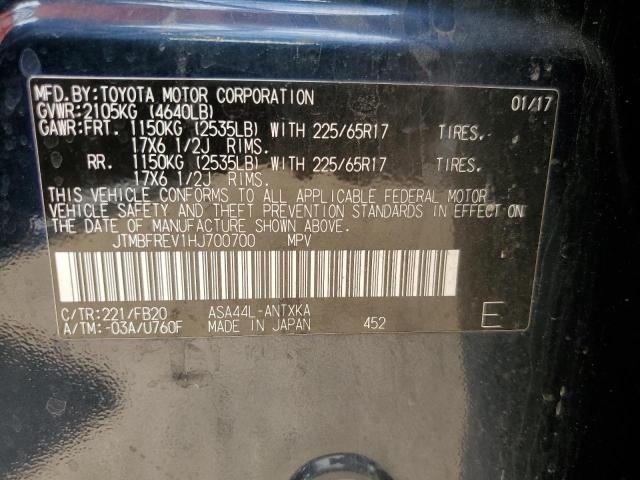 MFD.BY:TOYOTA MOTOR CORPORATION 01/17
GVWR:2105KG (4640LB)
GAWR:FRT. 1150KG (2535LB) WITH 225/65R17 TIRES.
17X6 1/2J RIMS.
RR. 1150KG (2535LB) WITH 225/65R17 TIRES.
17X6 1/2J RIMS.
THIS VEHICLE CONFORMS TO ALL APPLICABLE FEDERAL MOTOR
VEHICLE SAFETY AND THEFT PREVENTION STANDARDS IN EFFECT ON
THE DATE OF MANUFACTURE SHOWN ABOVE.
JTMBFREV1HJ700700 MPV
C/TR:221/FB20 ASA44L-ANTXKA
A/TM:-03A/U760F MADE IN JAPAN 452 E